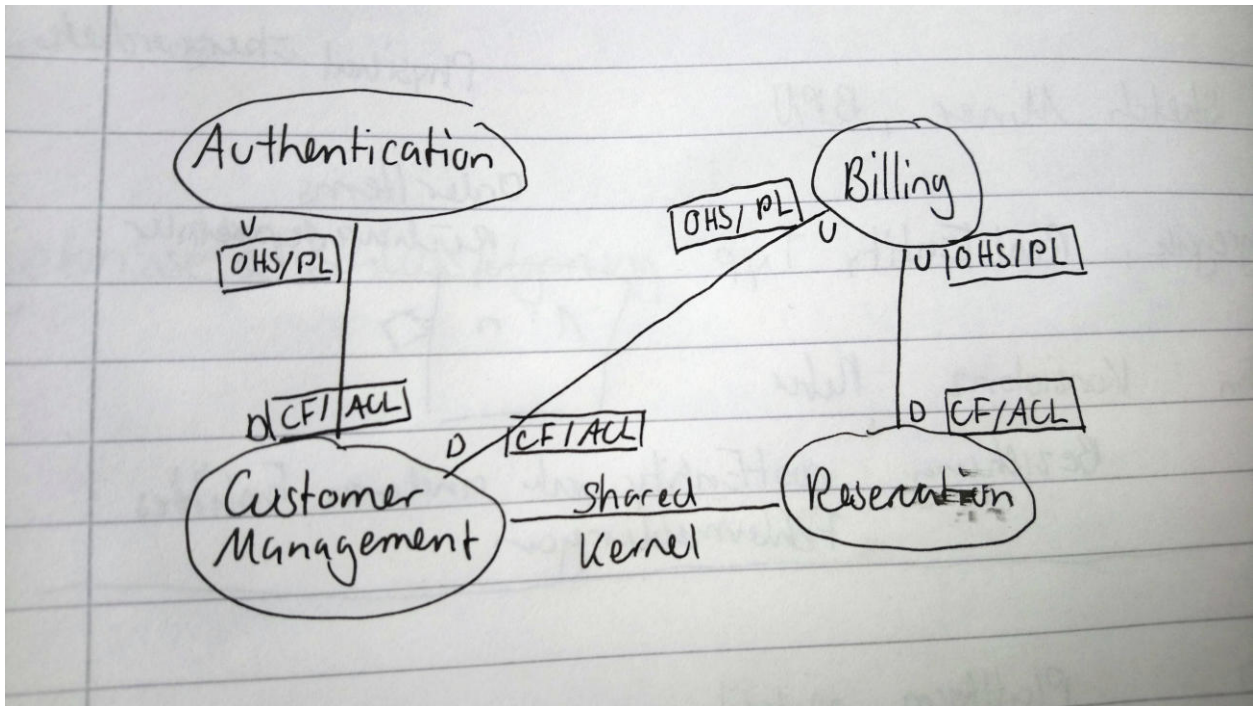 Authentication
Billing
OHS/PL
U
U
OHS/PL
U
OHS/PL
D
CF/ACL
D
CF/ACL
D
CF/ACL
Customer
Management
Shared
Kernel
Reservation